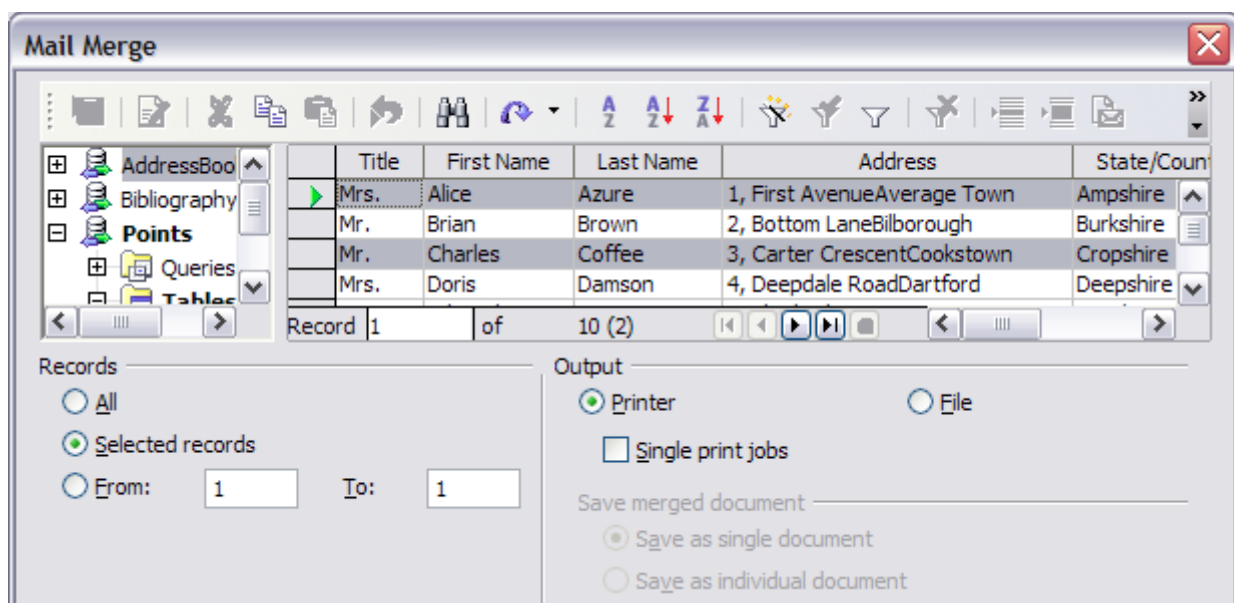 Mail Merge
Title First Name Last Name Address State/Coun
AddressBoo
Mrs. Alice Azure 1, First AvenueAverage Town Ampshire
Bibliography
Mr. Brian Brown 2, Bottom LaneBilborough Burkshire
Points
Mr. Charles Coffee 3, Carter CrescentCookstown Cropshire
Queries
Mrs. Doris Damson 4, Deepdale RoadDartford Deepshire
Tables
Record 1 of 10 (2)
Records
All
Selected records
From: 1 To: 1
Output
Printer File
Single print jobs
Save merged document
Save as single document
Save as individual document